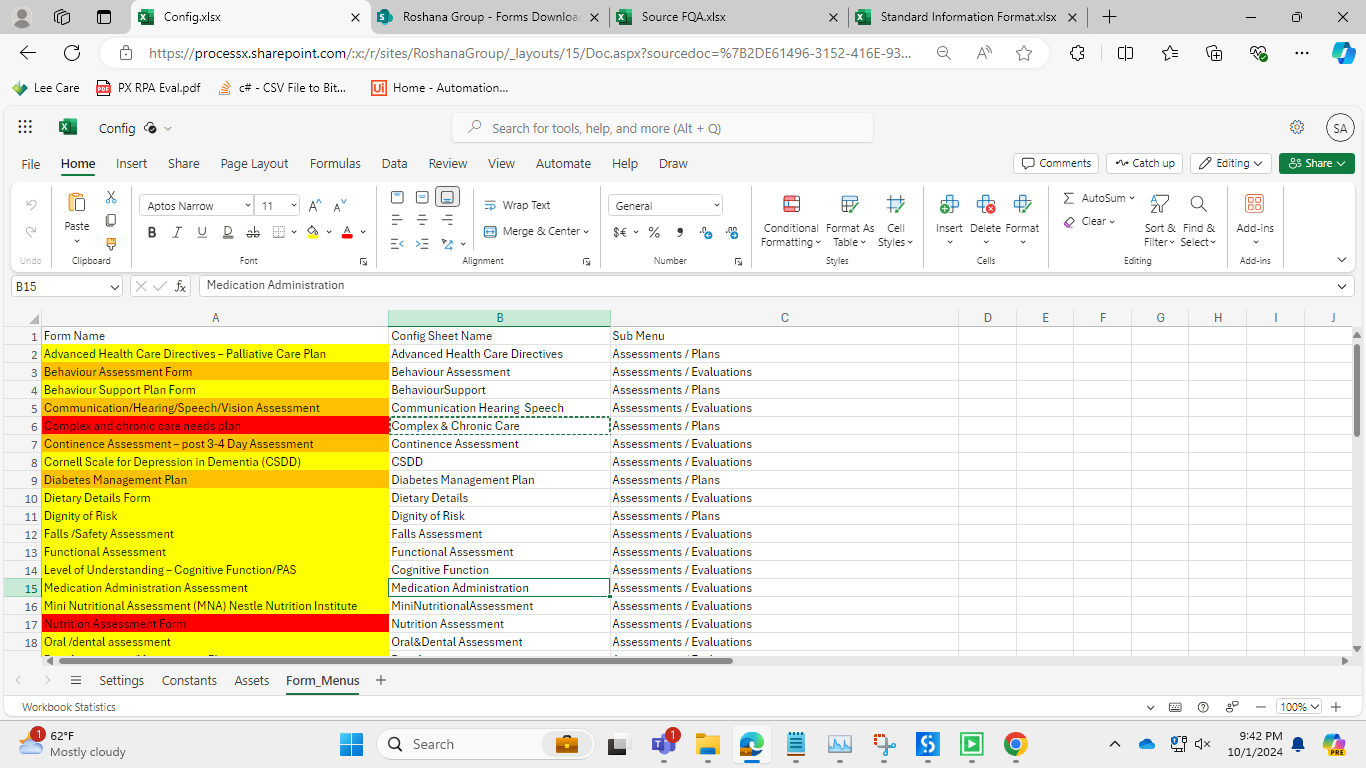 Config.xlsx
Roshana Group - Forms Downloa
Source FQA.xlsx
Standard Information Format.xlsx
https://processx.sharepoint.com/:x:/r/sites/RoshanaGroup/_layouts/15/Doc.aspx?sourcedoc=%7B2DE61496-3152-416E-93...
Lee Care
PX RPA Eval.pdf
c# - CSV File to Bit...
Home - Automation...
Config
Search for tools, help, and more (Alt + Q)
SA
File Home Insert Share Page Layout Formulas Data Review View Automate Help Draw
Comments Catch up Editing Share
Paste
Aptos Narrow 11
Wrap Text
Merge & Center
General
Conditional Formatting
Format As Table
Cell Styles
Insert Delete Format
AutoSum
Clear
Sort & Filter
Find & Select
Add-ins
Undo Clipboard Font Alignment Number Styles Cells Editing Add-ins
B15 fx Medication Administration
A B C D E F G H I J
1 Form Name Config Sheet Name Sub Menu
2 Advanced Health Care Directives – Palliative Care Plan Advanced Health Care Directives Assessments / Plans
3 Behaviour Assessment Form Behaviour Assessment Assessments / Evaluations
4 Behaviour Support Plan Form BehaviourSupport Assessments / Plans
5 Communication/Hearing/Speech/Vision Assessment Communication Hearing Speech Assessments / Evaluations
6 Complex and chronic care needs plan Complex & Chronic Care Assessments / Plans
7 Continence Assessment – post 3-4 Day Assessment Continence Assessment Assessments / Evaluations
8 Cornell Scale for Depression in Dementia (CSDD) CSDD Assessments / Evaluations
9 Diabetes Management Plan Diabetes Management Plan Assessments / Plans
10 Dietary Details Form Dietary Details Assessments / Evaluations
11 Dignity of Risk Dignity of Risk Assessments / Plans
12 Falls /Safety Assessment Falls Assessment Assessments / Evaluations
13 Functional Assessment Functional Assessment Assessments / Evaluations
14 Level of Understanding – Cognitive Function/PAS Cognitive Function Assessments / Evaluations
15 Medication Administration Assessment Medication Administration Assessments / Evaluations
16 Mini Nutritional Assessment (MNA) Nestle Nutrition Institute MiniNutritionalAssessment Assessments / Evaluations
17 Nutrition Assessment Form Nutrition Assessment Assessments / Evaluations
18 Oral /dental assessment Oral&Dental Assessment Assessments / Evaluations
Settings Constants Assets Form_Menus
Workbook Statistics
100%
1
62°F
Mostly cloudy
Search
1
9:42 PM
10/1/2024
PRE